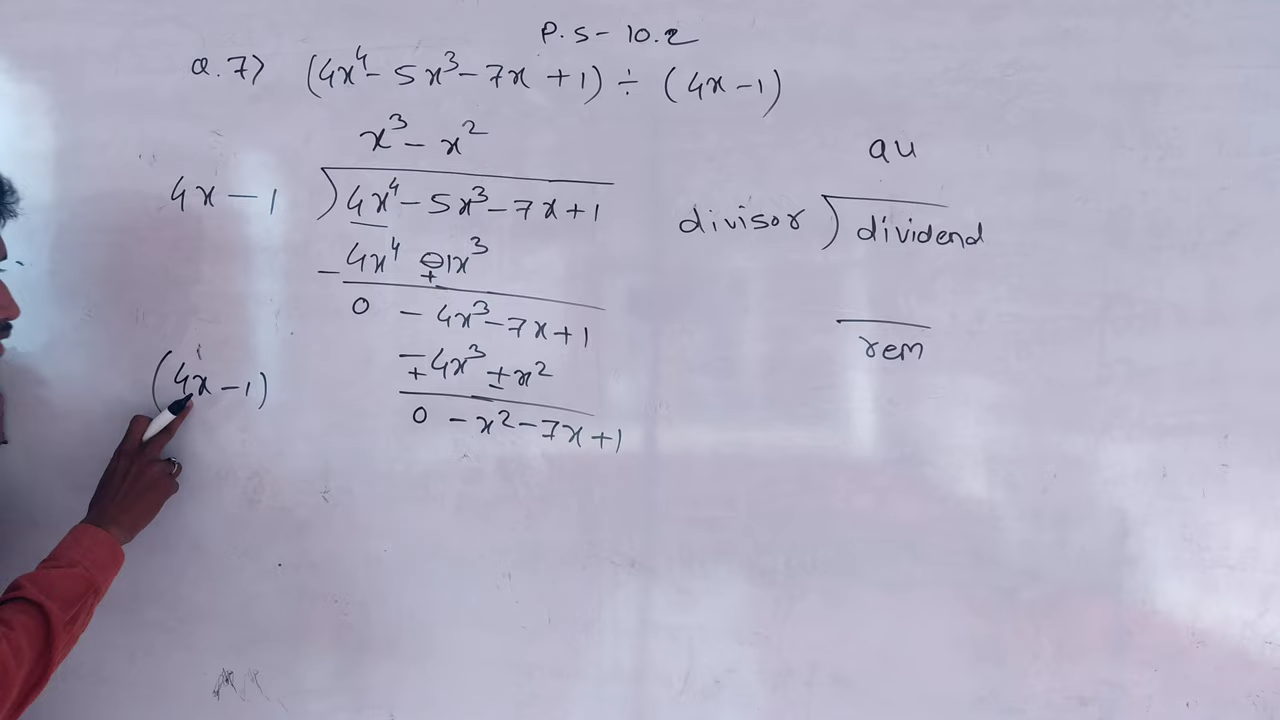 P.S-10.2
Q.7) (4x⁴ - 5x³ - 7x + 1) ÷ (4x - 1)
x³ - x²
4x - 1 ) 4x⁴ - 5x³ - 7x + 1
- 4x⁴ ⊖ 1x³
+
0 - 4x³ - 7x + 1
- 4x³ + x²
+ -
0 - x² - 7x + 1
(4x - 1)
qu
divisor ) dividend
rem